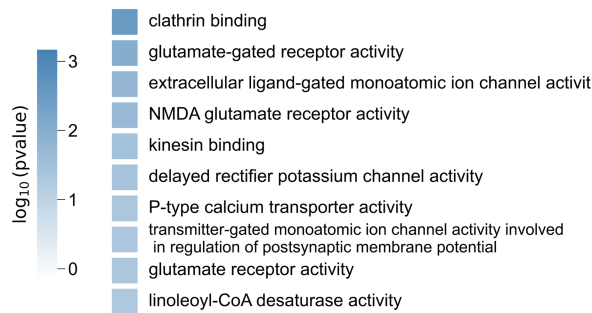 clathrin binding
glutamate-gated receptor activity
extracellular ligand-gated monoatomic ion channel activit
NMDA glutamate receptor activity
kinesin binding
delayed rectifier potassium channel activity
P-type calcium transporter activity
transmitter-gated monoatomic ion channel activity involved
in regulation of postsynaptic membrane potential
glutamate receptor activity
linoleoyl-CoA desaturase activity
3
2
1
0
log₁₀ (pvalue)